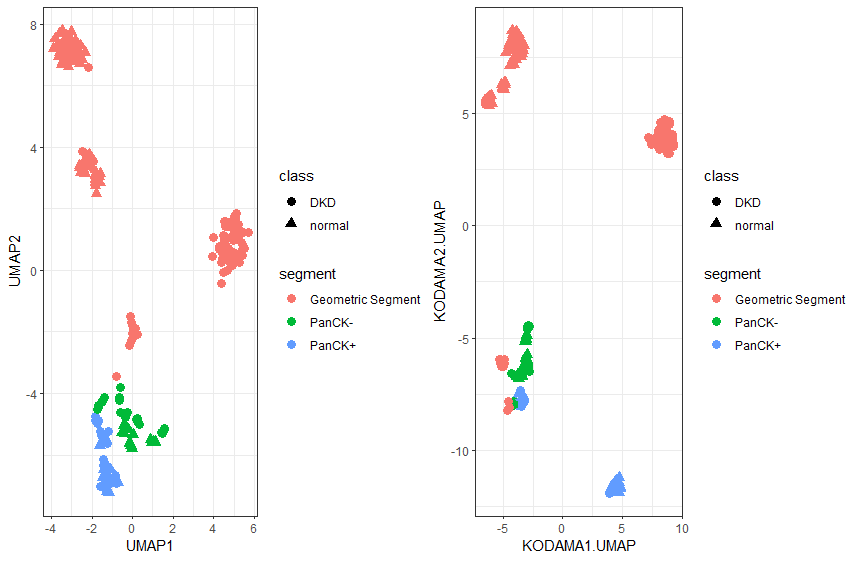 8
4
0
-4
-4
-2
0
2
4
6
UMAP1
UMAP2
class
DKD
normal
segment
Geometric Segment
PanCK-
PanCK+
5
0
-5
-10
-5
0
5
10
KODAMA1.UMAP
KODAMA2.UMAP
class
DKD
normal
segment
Geometric Segment
PanCK-
PanCK+